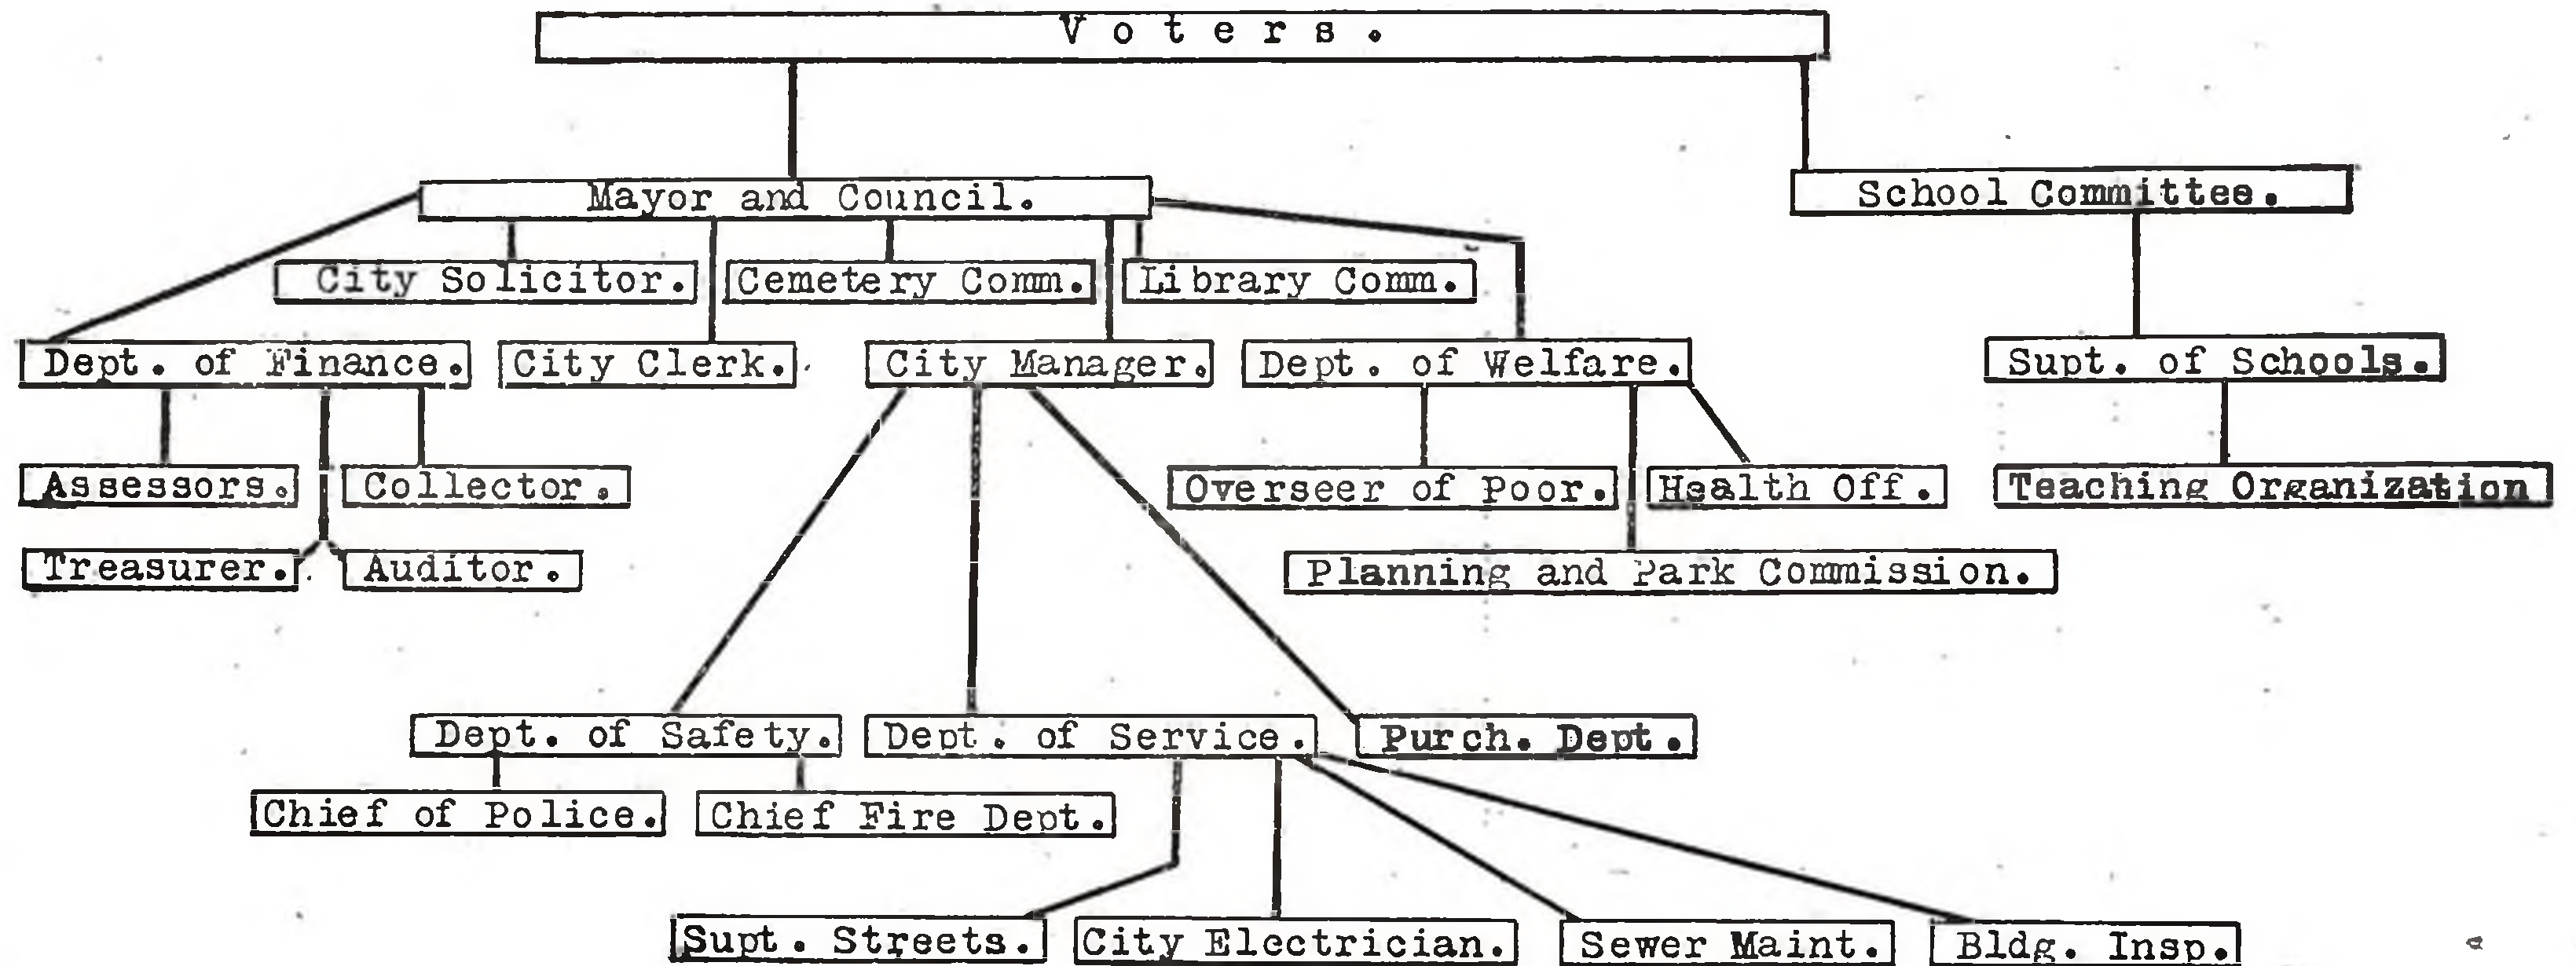 Voters.
Mayor and Council.
School Committee.
City Solicitor.
Cemetery Comm.
Library Comm.
Dept. of Finance.
City Clerk.
City Manager.
Dept. of Welfare.
Supt. of Schools.
Assessors.
Collector.
Overseer of Poor.
Health Off.
Teaching Organization
Treasurer.
Auditor.
Planning and Park Commission.
Dept. of Safety.
Dept. of Service.
Purch. Dept.
Chief of Police.
Chief Fire Dept.
Supt. Streets.
City Electrician.
Sewer Maint.
Bldg. Insp.